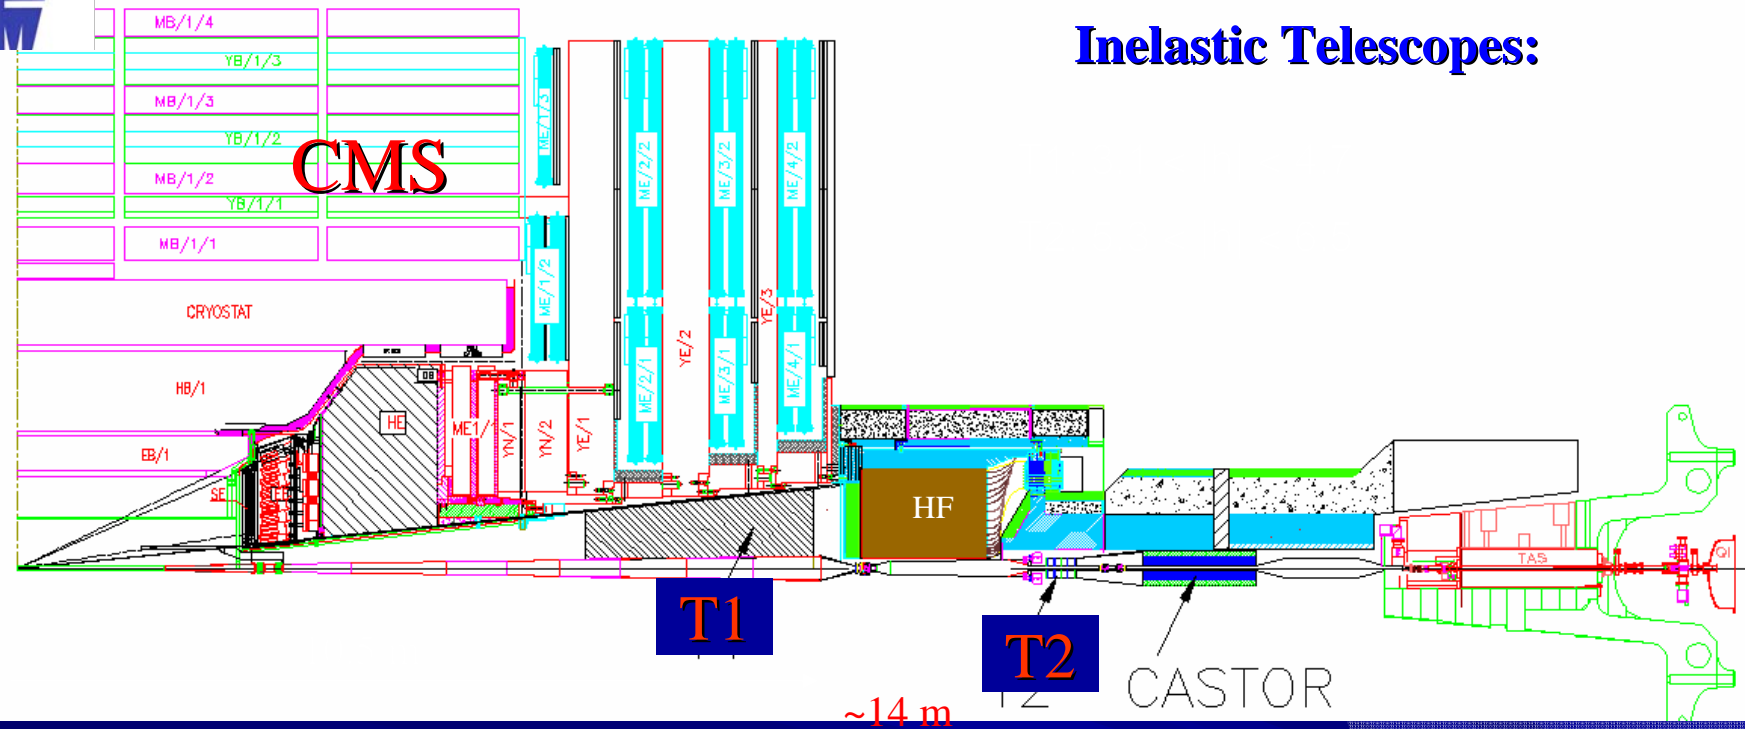 M
MB/1/4
Inelastic Telescopes:
YB/1/3
MB/1/3
ME/1/3
YB/1/2
CMS
MB/1/2
YB/1/1
MB/1/1
ME/2/2
ME/3/2
ME/4/2
ME/1/2
CRYOSTAT
YE/3
YE/2
HB/1
HE
ME1/1
YN/1
YN/2
YE/1
ME/2/1
ME/3/1
ME/4/1
EB/1
SE
HF
TAS
QI
T1
T2
CASTOR
T2
~14 m